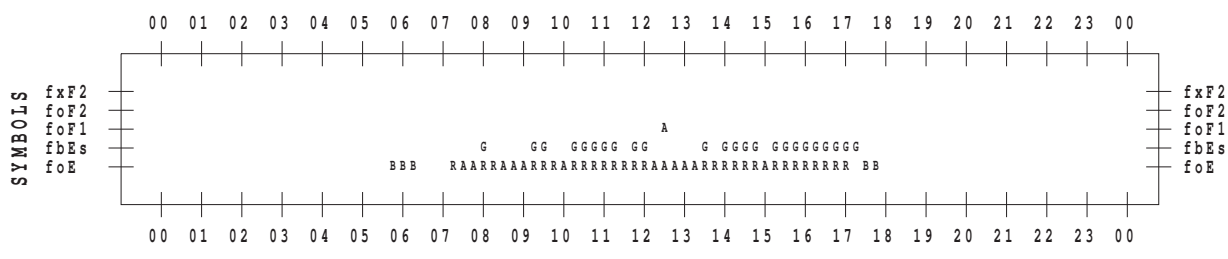 00 01 02 03 04 05 06 07 08 09 10 11 12 13 14 15 16 17 18 19 20 21 22 23 00
SYMBOLS
fxF2 fxF2
foF2 foF2
foF1 A foF1
fbEs G GG GGGGG GG G GGGG GGGGGGGGG fbEs
foE BBB RAARRAAARRRARRRRRRRRAAAAAARRRARRARRRRRRR BB foE
00 01 02 03 04 05 06 07 08 09 10 11 12 13 14 15 16 17 18 19 20 21 22 23 00